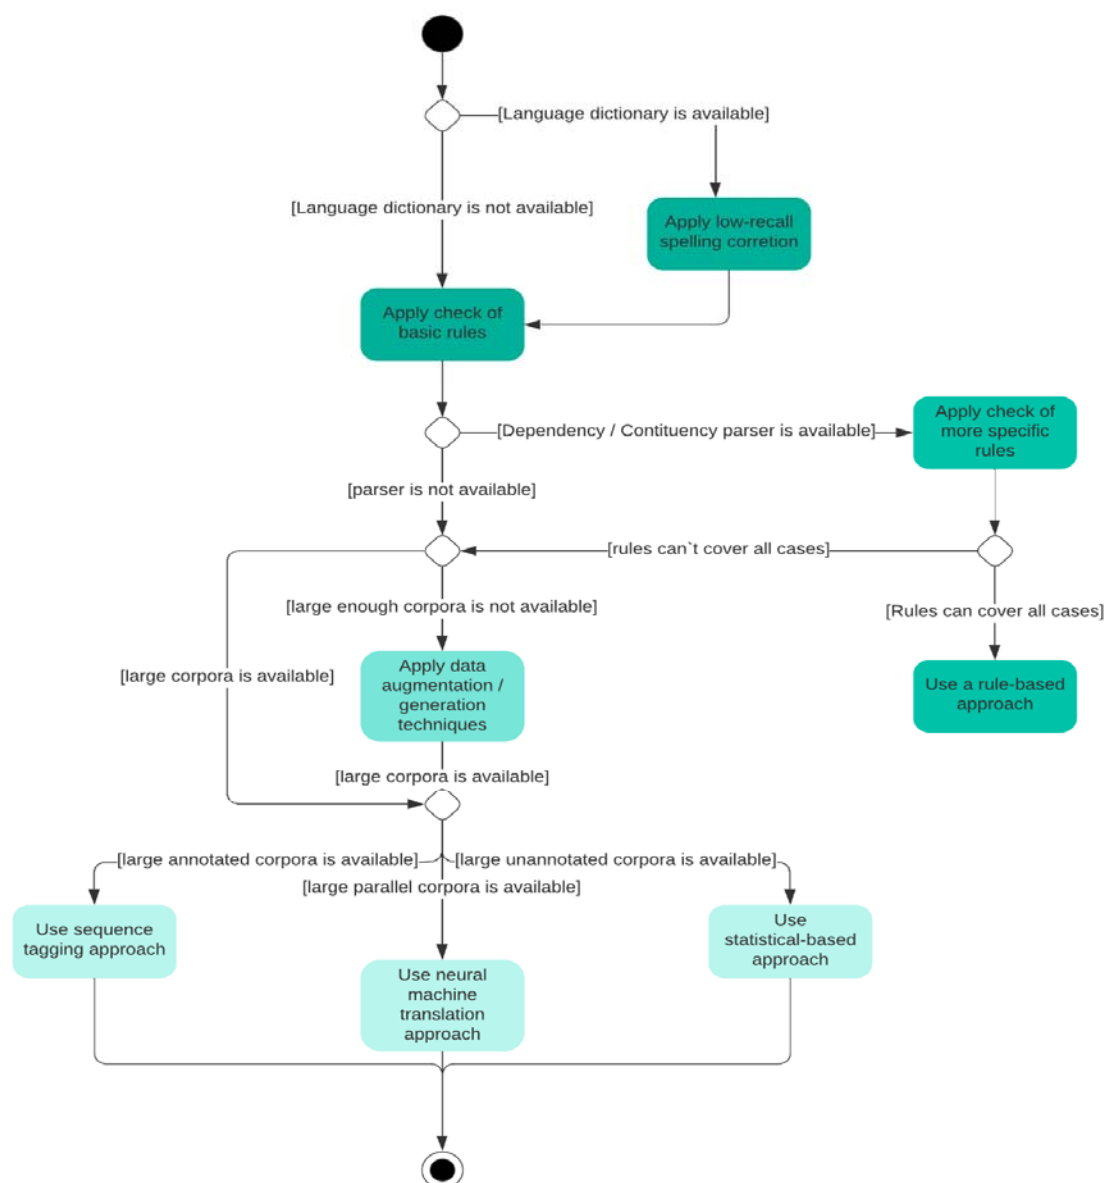 [Language dictionary is available]
[Language dictionary is not available]
Apply low-recall
spelling corretion
Apply check of
basic rules
[Dependency / Contituency parser is available]
Apply check of
more specific
rules
[parser is not available]
[rules can`t cover all cases]
[large enough corpora is not available]
[Rules can cover all cases]
[large corpora is available]
Apply data
augmentation /
generation
techniques
Use a rule-based
approach
[large corpora is available]
[large annotated corpora is available]
[large unannotated corpora is available]
[large parallel corpora is available]
Use sequence
tagging approach
Use neural
machine
translation
approach
Use
statistical-based
approach